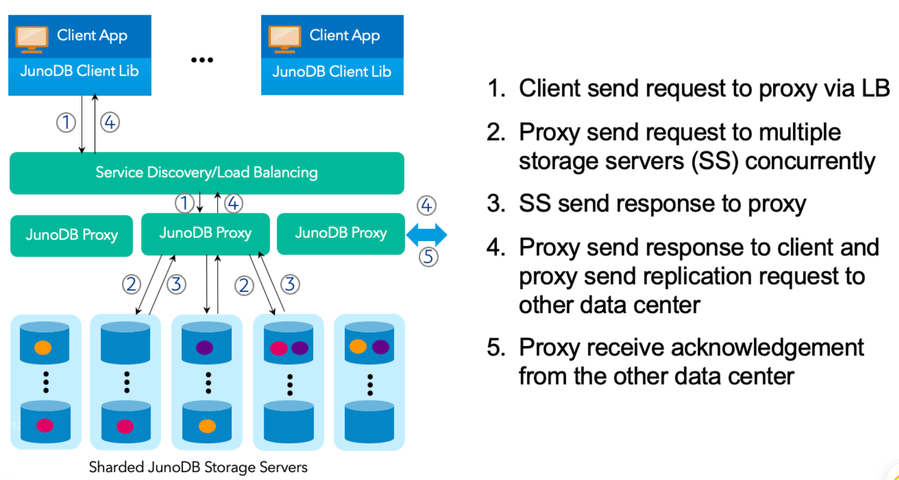 Client App
JunoDB Client Lib
...
Client App
JunoDB Client Lib
1 4
Service Discovery/Load Balancing
1 4
JunoDB Proxy
JunoDB Proxy
JunoDB Proxy
4
5
2 3 2 3
Sharded JunoDB Storage Servers
1. Client send request to proxy via LB
2. Proxy send request to multiple
storage servers (SS) concurrently
3. SS send response to proxy
4. Proxy send response to client and
proxy send replication request to
other data center
5. Proxy receive acknowledgement
from the other data center